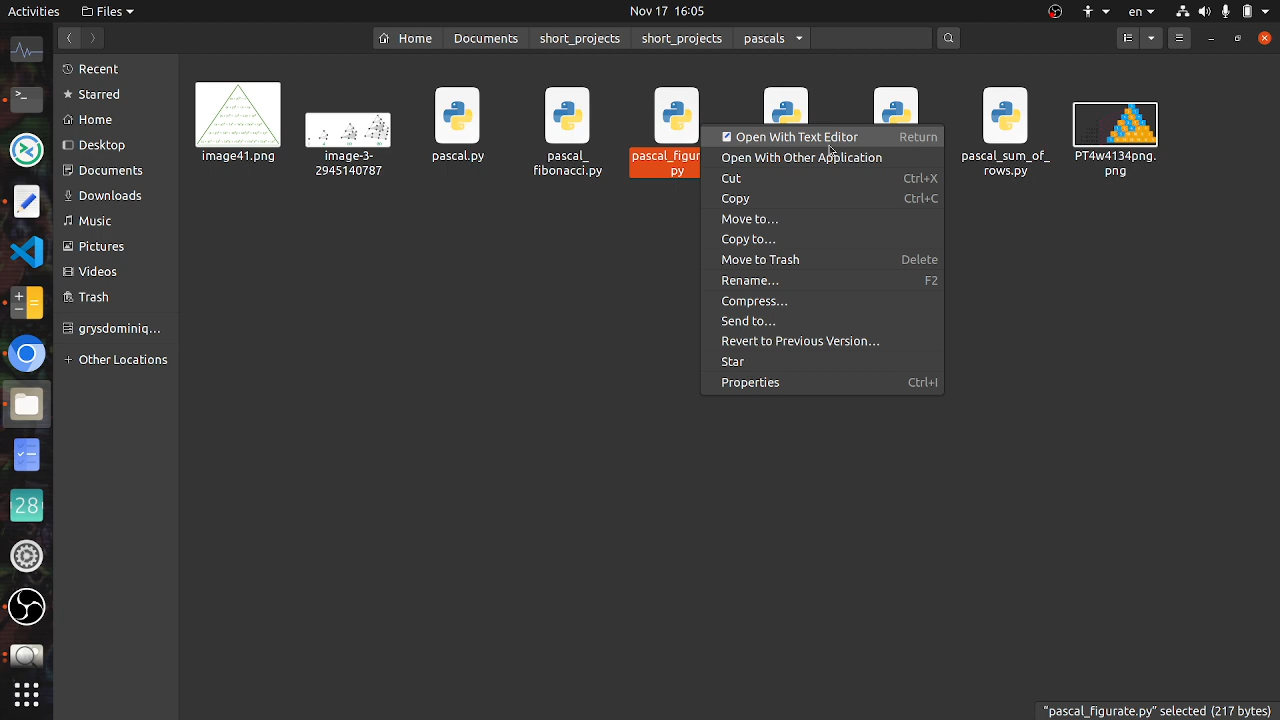 Activities
Files
Nov 17 16:05
en
Home
Documents
short_projects
short_projects
pascals
Recent
Starred
Home
Desktop
Documents
Downloads
Music
Pictures
Videos
Trash
grysdominiq...
Other Locations
image41.png
image-3-
2945140787
pascal.py
pascal_
fibonacci.py
pascal_figur
py
pascal_sum_of_
rows.py
PT4w4134png.
png
Open With Text Editor Return
Open With Other Application
Cut Ctrl+X
Copy Ctrl+C
Move to...
Copy to...
Move to Trash Delete
Rename... F2
Compress...
Send to...
Revert to Previous Version...
Star
Properties Ctrl+I
28
"pascal_figurate.py" selected (217 bytes)